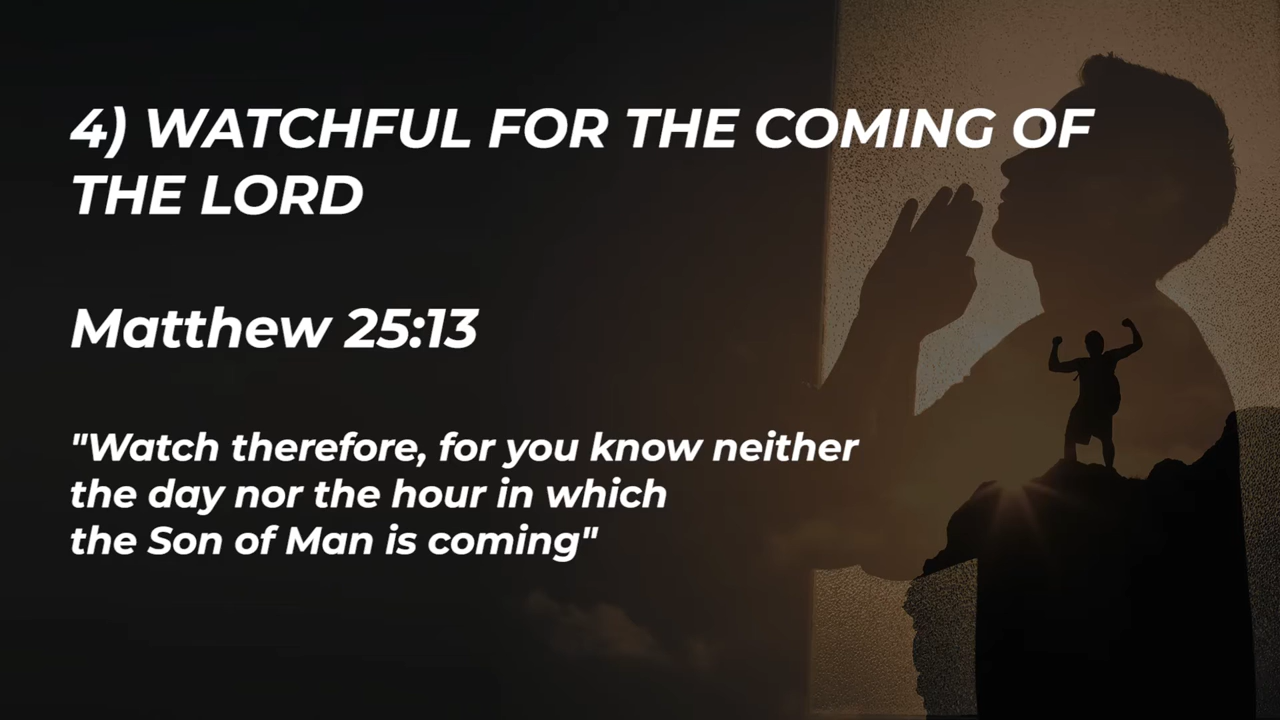 4) WATCHFUL FOR THE COMING OF
THE LORD
Matthew 25:13
"Watch therefore, for you know neither
the day nor the hour in which
the Son of Man is coming"